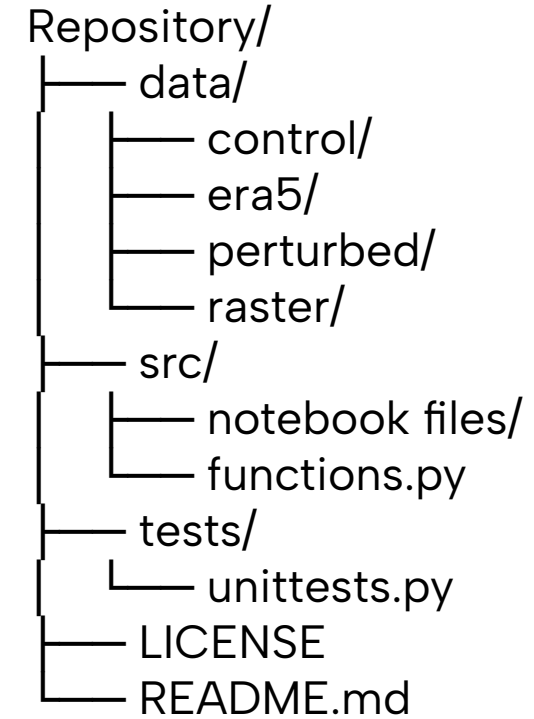 Repository/
├── data/
│   ├── control/
│   ├── era5/
│   ├── perturbed/
│   └── raster/
├── src/
│   ├── notebook files/
│   └── functions.py
├── tests/
│   └── unittests.py
├── LICENSE
└── README.md